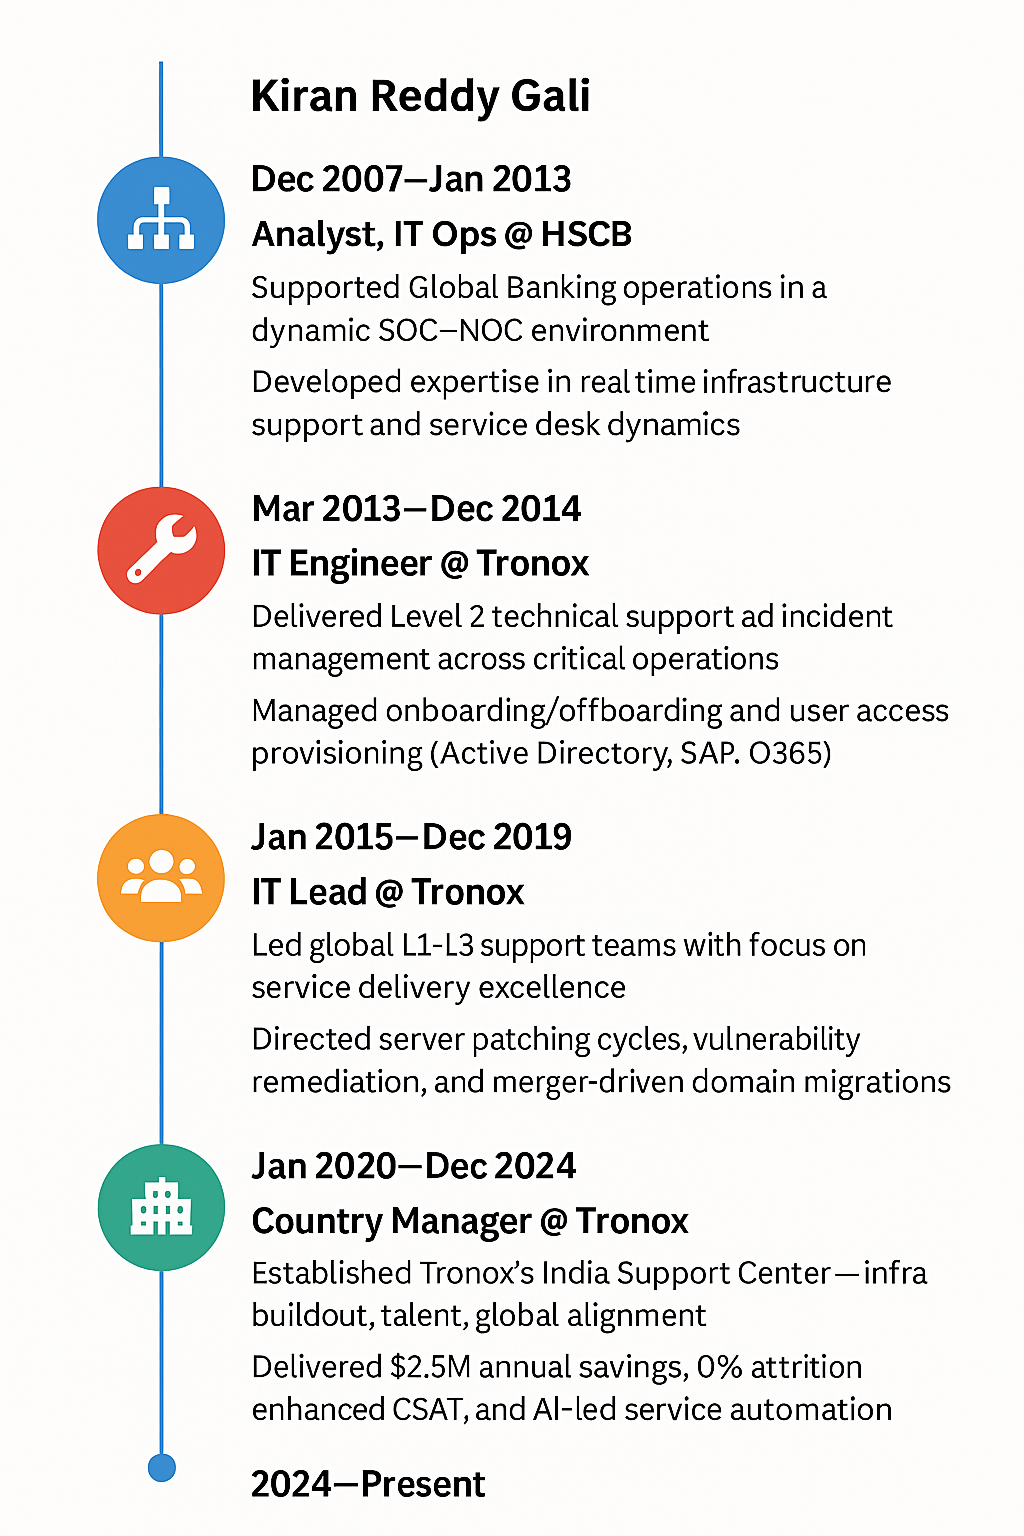 Kiran Reddy Gali
Dec 2007–Jan 2013
Analyst, IT Ops @ HSCB
Supported Global Banking operations in a
dynamic SOC–NOC environment
Developed expertise in real time infrastructure
support and service desk dynamics
Mar 2013–Dec 2014
IT Engineer @ Tronox
Delivered Level 2 technical support ad incident
management across critical operations
Managed onboarding/offboarding and user access
provisioning (Active Directory, SAP. O365)
Jan 2015–Dec 2019
IT Lead @ Tronox
Led global L1-L3 support teams with focus on
service delivery excellence
Directed server patching cycles, vulnerability
remediation, and merger-driven domain migrations
Jan 2020–Dec 2024
Country Manager @ Tronox
Established Tronox’s India Support Center—infra
buildout, talent, global alignment
Delivered $2.5M annual savings, 0% attrition
enhanced CSAT, and AI-led service automation
2024–Present